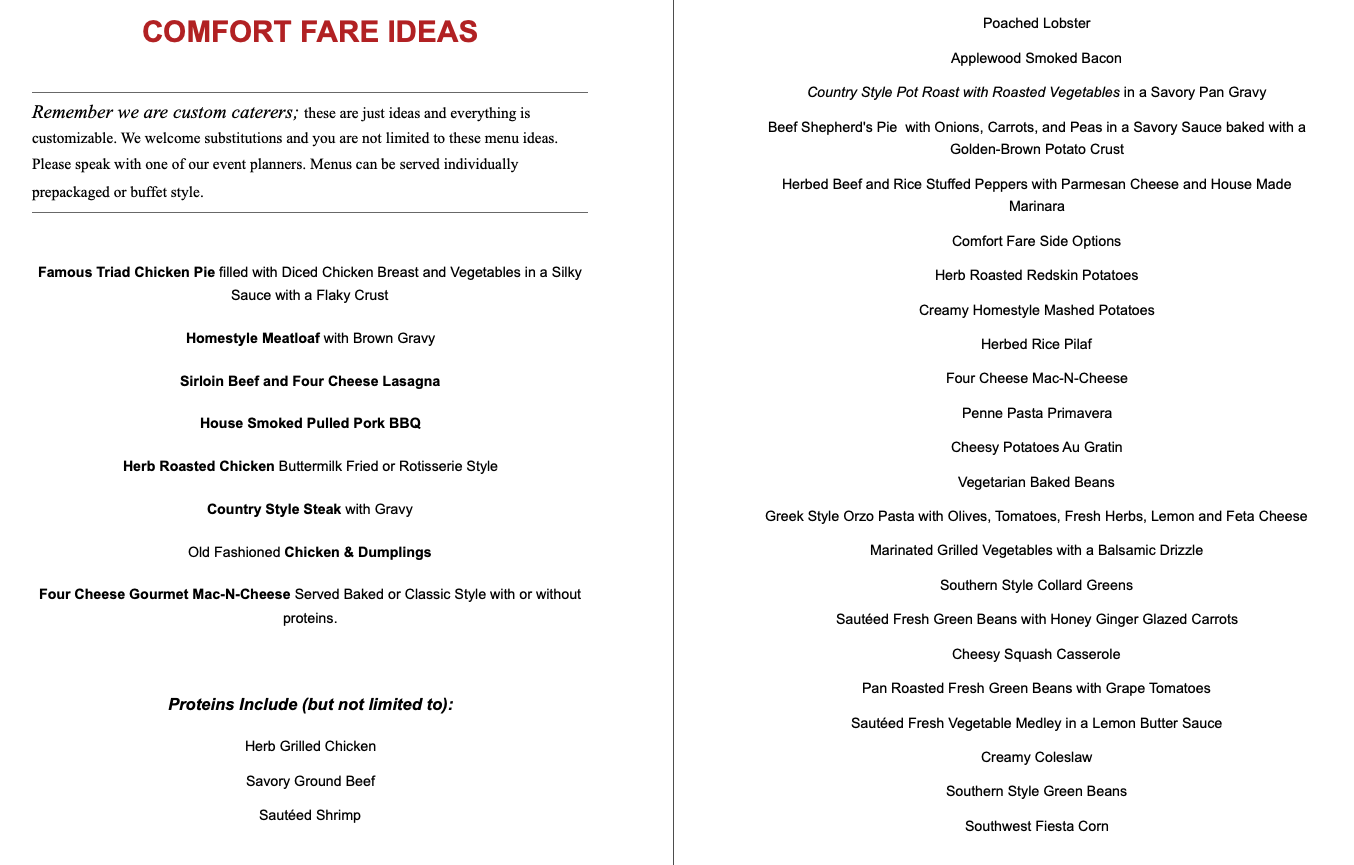 COMFORT FARE IDEAS
Remember we are custom caterers; these are just ideas and everything is
customizable. We welcome substitutions and you are not limited to these menu ideas.
Please speak with one of our event planners. Menus can be served individually
prepackaged or buffet style.
Famous Triad Chicken Pie filled with Diced Chicken Breast and Vegetables in a Silky
Sauce with a Flaky Crust
Homestyle Meatloaf with Brown Gravy
Sirloin Beef and Four Cheese Lasagna
House Smoked Pulled Pork BBQ
Herb Roasted Chicken Buttermilk Fried or Rotisserie Style
Country Style Steak with Gravy
Old Fashioned Chicken & Dumplings
Four Cheese Gourmet Mac-N-Cheese Served Baked or Classic Style with or without
proteins.
Proteins Include (but not limited to):
Herb Grilled Chicken
Savory Ground Beef
Sautéed Shrimp
Poached Lobster
Applewood Smoked Bacon
Country Style Pot Roast with Roasted Vegetables in a Savory Pan Gravy
Beef Shepherd's Pie  with Onions, Carrots, and Peas in a Savory Sauce baked with a
Golden-Brown Potato Crust
Herbed Beef and Rice Stuffed Peppers with Parmesan Cheese and House Made
Marinara
Comfort Fare Side Options
Herb Roasted Redskin Potatoes
Creamy Homestyle Mashed Potatoes
Herbed Rice Pilaf
Four Cheese Mac-N-Cheese
Penne Pasta Primavera
Cheesy Potatoes Au Gratin
Vegetarian Baked Beans
Greek Style Orzo Pasta with Olives, Tomatoes, Fresh Herbs, Lemon and Feta Cheese
Marinated Grilled Vegetables with a Balsamic Drizzle
Southern Style Collard Greens
Sautéed Fresh Green Beans with Honey Ginger Glazed Carrots
Cheesy Squash Casserole
Pan Roasted Fresh Green Beans with Grape Tomatoes
Sautéed Fresh Vegetable Medley in a Lemon Butter Sauce
Creamy Coleslaw
Southern Style Green Beans
Southwest Fiesta Corn